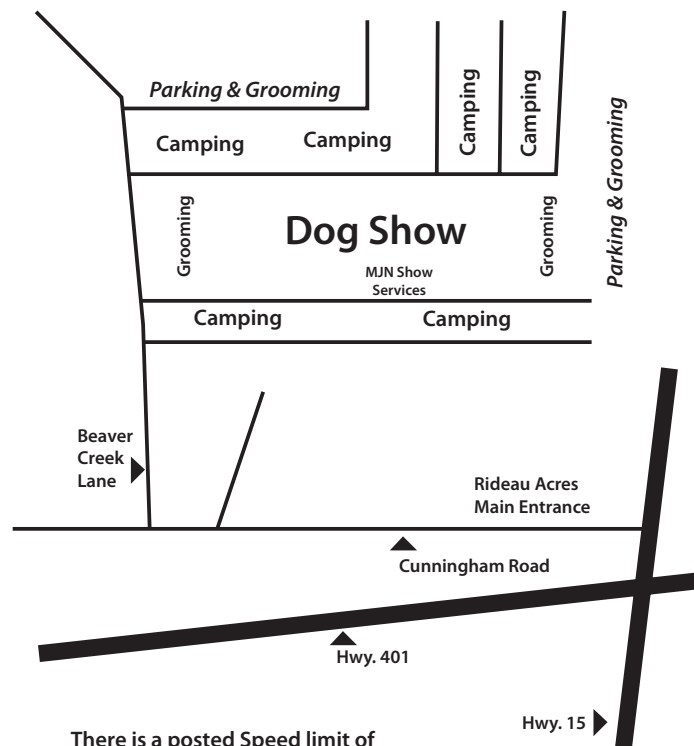 Parking & Grooming
Camping
Camping
Camping
Camping
Parking & Grooming
Grooming
Dog Show
Grooming
MJN Show
Services
Camping
Camping
Beaver
Creek
Lane
Rideau Acres
Main Entrance
Cunningham Road
Hwy. 401
Hwy. 15
There is a posted Speed limit of